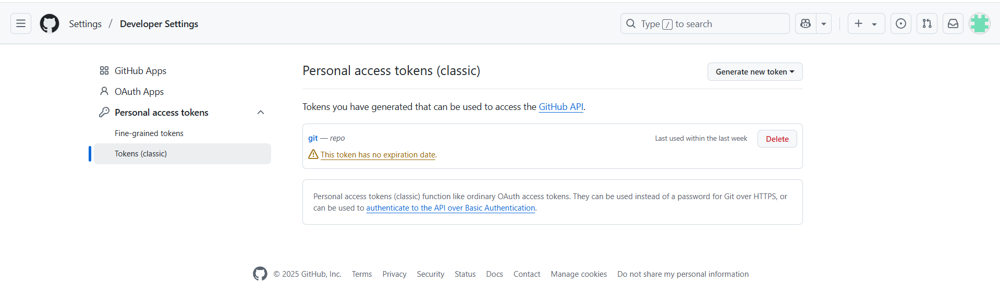 Settings / Developer Settings
Type / to search
GitHub Apps
OAuth Apps
Personal access tokens
Fine-grained tokens
Tokens (classic)
Personal access tokens (classic)
Generate new token
Tokens you have generated that can be used to access the GitHub API.
git — repo
Last used within the last week
Delete
This token has no expiration date.
Personal access tokens (classic) function like ordinary OAuth access tokens. They can be used instead of a password for Git over HTTPS, or
can be used to authenticate to the API over Basic Authentication.
© 2025 GitHub, Inc. Terms Privacy Security Status Docs Contact Manage cookies Do not share my personal information